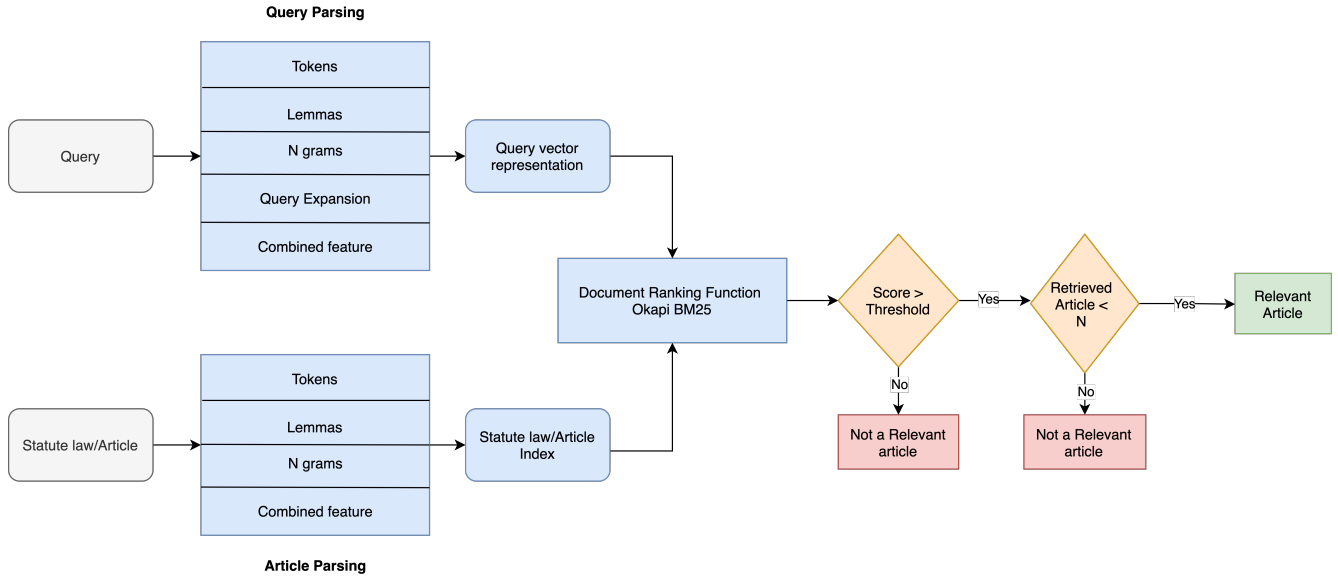 Query Parsing
Tokens
Lemmas
N grams
Query Expansion
Combined feature
Query
Query vector
representation
Document Ranking Function
Okapi BM25
Score >
Threshold
Yes
Retrieved
Article <
N
Yes
Relevant
Article
No
Not a Relevant
article
No
Not a Relevant
article
Statute law/Article
Tokens
Lemmas
N grams
Combined feature
Statute law/Article
Index
Article Parsing